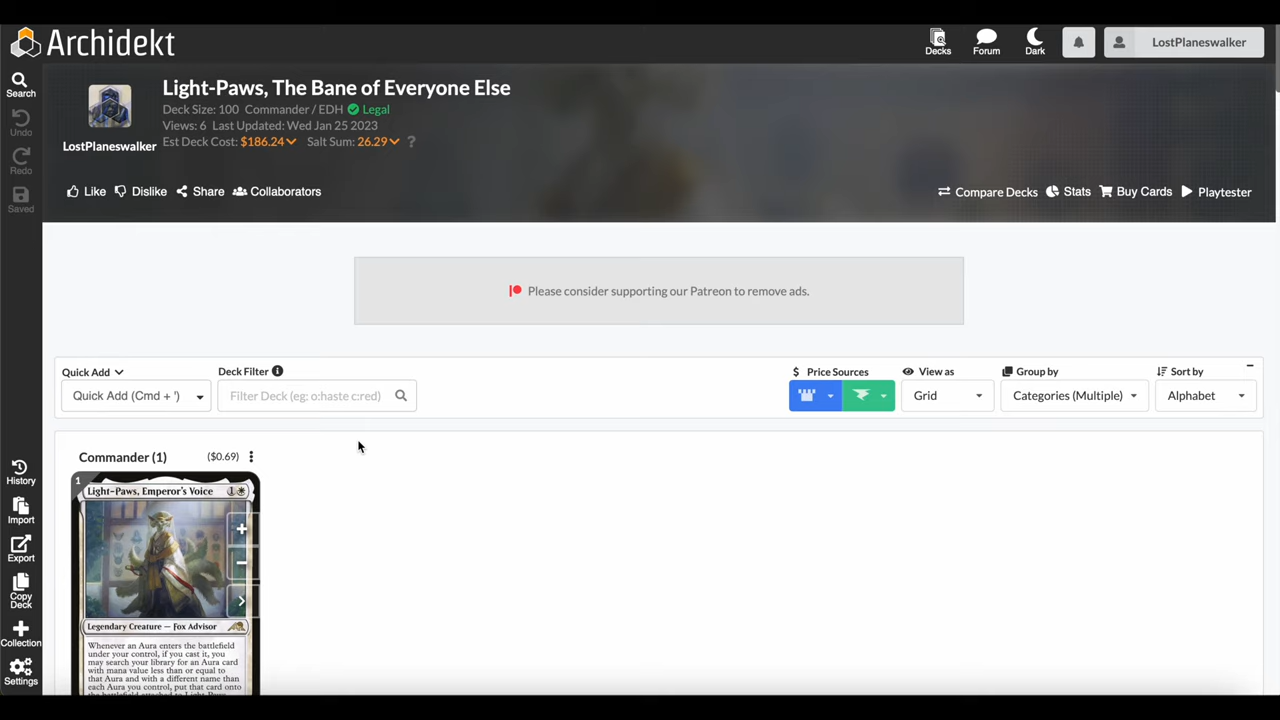 Archidekt
Decks
Forum
Dark
LostPlaneswalker
Search
Undo
Redo
Saved
Light-Paws, The Bane of Everyone Else
Deck Size: 100 Commander / EDH Legal
Views: 6 Last Updated: Wed Jan 25 2023
Est Deck Cost: $186.24 Salt Sum: 26.29 ?
LostPlaneswalker
Like Dislike Share Collaborators
Compare Decks Stats Buy Cards Playtester
Please consider supporting our Patreon to remove ads.
Quick Add Deck Filter
$ Price Sources View as Group by Sort by
Quick Add (Cmd + ') Filter Deck (eg: o:haste c:red)
Grid Categories (Multiple) Alphabet
Commander (1) ($0.69)
1
Light-Paws, Emperor's Voice 1
Legendary Creature — Fox Advisor
Whenever an Aura enters the battlefield
under your control, if you cast it, you
may search your library for an Aura card
with mana value less than or equal to
that Aura and with a different name than
each Aura you control, put that card onto
History
Import
Export
Copy
Deck
Collection
Settings